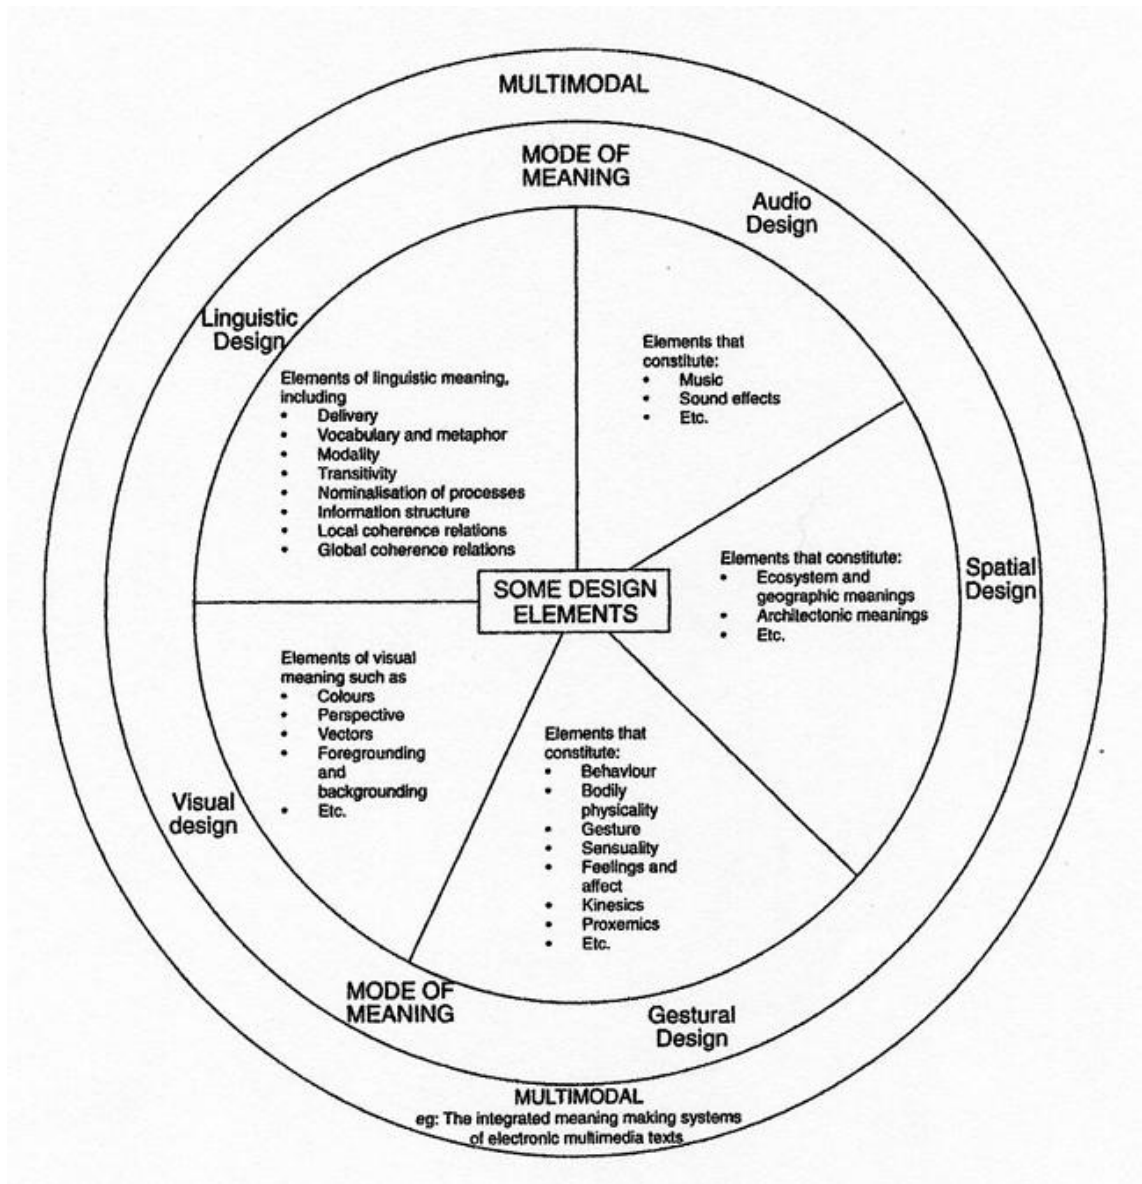 MULTIMODAL
MODE OF
MEANING
Audio
Design
Linguistic
Design
Elements that
constitute:
• Music
• Sound effects
• Etc.
Elements of linguistic meaning,
including
• Delivery
• Vocabulary and metaphor
• Modality
• Transitivity
• Nominalisation of processes
• Information structure
• Local coherence relations
• Global coherence relations
Elements that constitute:
• Ecosystem and
geographic meanings
• Architectonic meanings
• Etc.
Spatial
Design
SOME DESIGN
ELEMENTS
Elements of visual
meaning such as
• Colours
• Perspective
• Vectors
• Foregrounding
and
backgrounding
• Etc.
Visual
design
Elements that
constitute:
• Behaviour
• Bodily
physicality
• Gesture
• Sensuality
• Feelings and
affect
• Kinesics
• Proxemics
• Etc.
MODE OF
MEANING
Gestural
Design
MULTIMODAL
eg: The integrated meaning making systems
of electronic multimedia texts